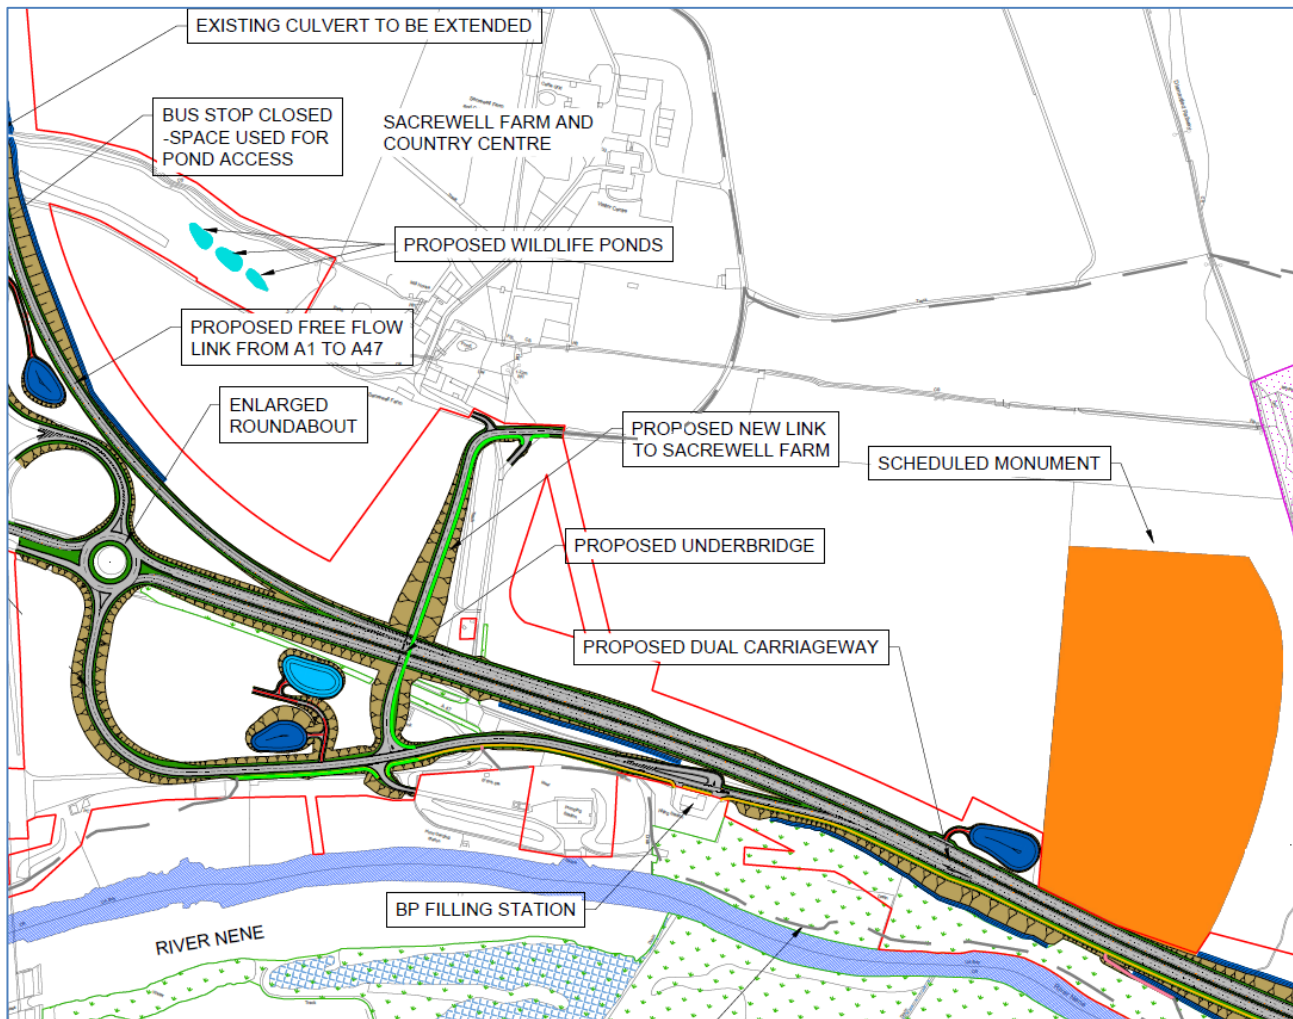 EXISTING CULVERT TO BE EXTENDED
BUS STOP CLOSED
-SPACE USED FOR
POND ACCESS
SACREWELL FARM AND
COUNTRY CENTRE
PROPOSED WILDLIFE PONDS
PROPOSED FREE FLOW
LINK FROM A1 TO A47
ENLARGED
ROUNDABOUT
PROPOSED NEW LINK
TO SACREWELL FARM
SCHEDULED MONUMENT
PROPOSED UNDERBRIDGE
PROPOSED DUAL CARRIAGEWAY
BP FILLING STATION
RIVER NENE
River Nene